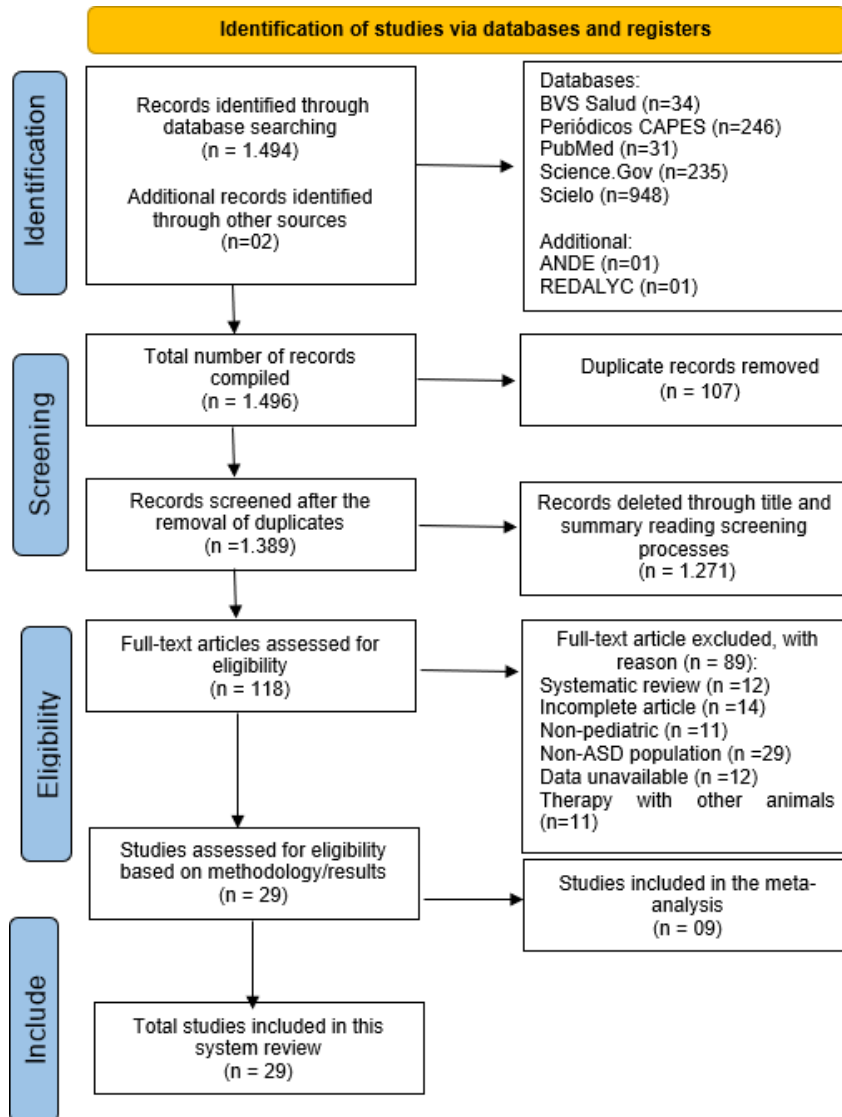 Identification of studies via databases and registers
Identification
Records identified through
database searching
(n = 1.494)
Additional records identified
through other sources
(n=02)
Databases:
BVS Salud (n=34)
Periódicos CAPES (n=246)
PubMed (n=31)
Science.Gov (n=235)
Scielo (n=948)
Additional:
ANDE (n=01)
REDALYC (n=01)
Screening
Total number of records
compiled
(n = 1.496)
Duplicate records removed
(n = 107)
Records screened after the
removal of duplicates
(n =1.389)
Records deleted through title and
summary reading screening
processes
(n = 1.271)
Eligibility
Full-text articles assessed for
eligibility
(n = 118)
Full-text article excluded, with
reason (n = 89):
Systematic review (n =12)
Incomplete article (n =14)
Non-pediatric (n =11)
Non-ASD population (n =29)
Data unavailable (n =12)
Therapy with other animals
(n=11)
Studies assessed for eligibility
based on methodology/results
(n = 29)
Studies included in the meta-
analysis
(n = 09)
Include
Total studies included in this
system review
(n = 29)